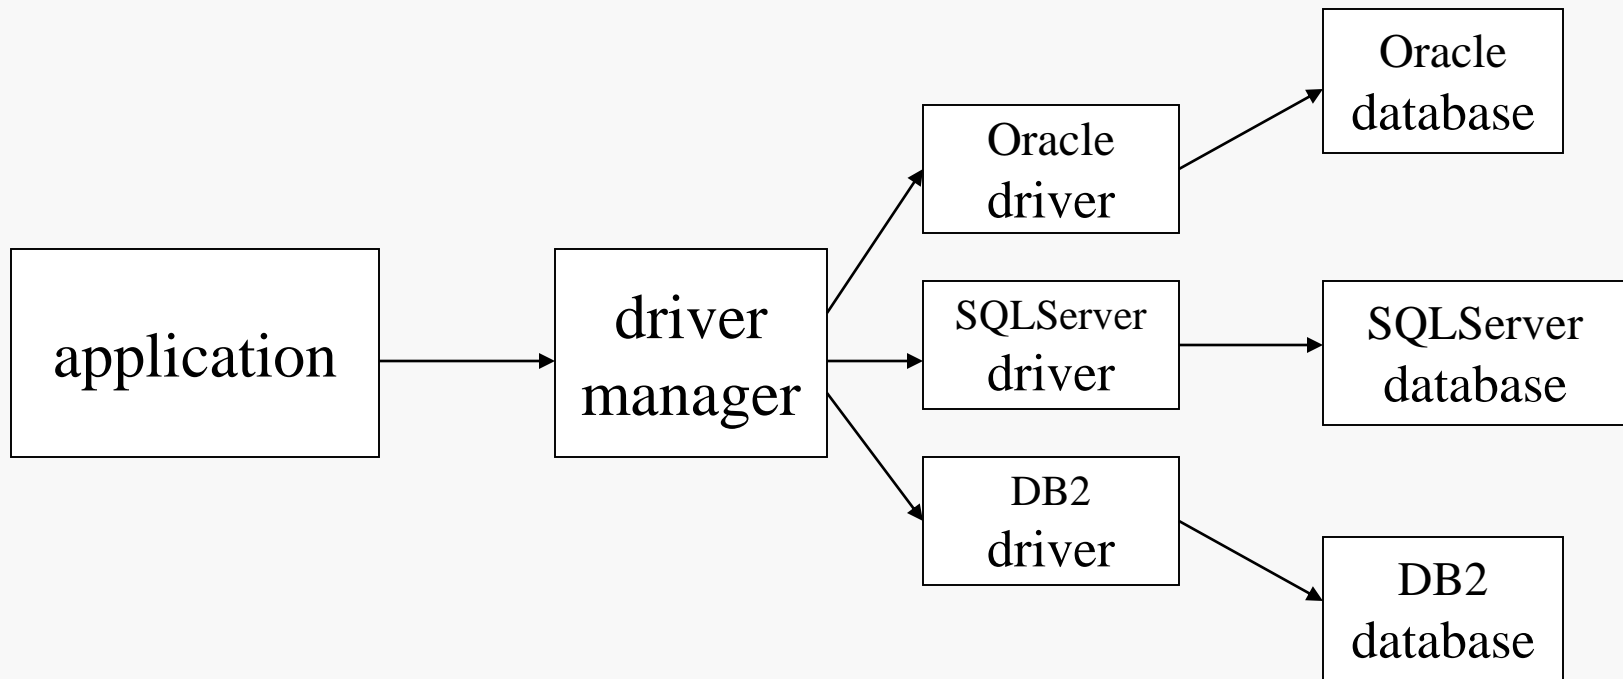 application
driver
manager
Oracle
driver
SQLServer
driver
DB2
driver
Oracle
database
SQLServer
database
DB2
database